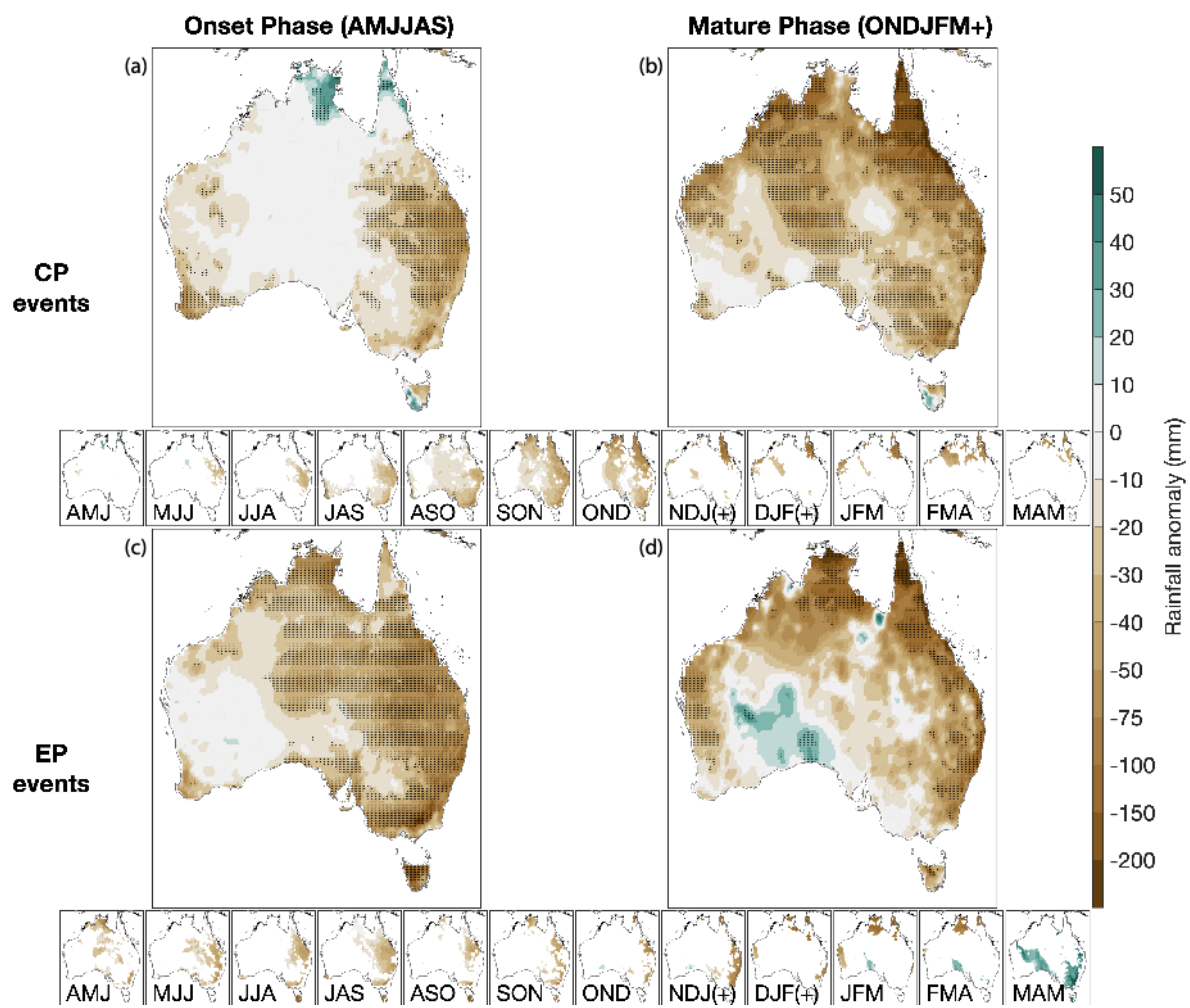 Onset Phase (AMJJAS)
Mature Phase (ONDJFM+)
(a)
(b)
CP
events
AMJ
MJJ
JJA
JAS
ASO
SON
OND
NDJ(+)
DJF(+)
JFM
FMA
MAM
(c)
(d)
EP
events
AMJ
MJJ
JJA
JAS
ASO
SON
OND
NDJ(+)
DJF(+)
JFM
FMA
MAM
50
40
30
20
10
0
-10
-20
-30
-40
-50
-75
-100
-150
-200
Rainfall anomaly (mm)